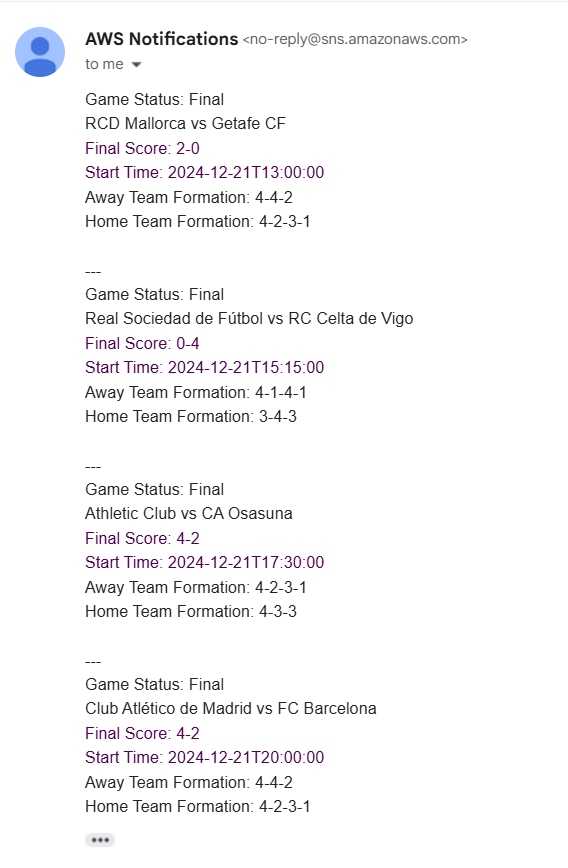 AWS Notifications <no-reply@sns.amazonaws.com>
to me
Game Status: Final
RCD Mallorca vs Getafe CF
Final Score: 2-0
Start Time: 2024-12-21T13:00:00
Away Team Formation: 4-4-2
Home Team Formation: 4-2-3-1
---
Game Status: Final
Real Sociedad de Fútbol vs RC Celta de Vigo
Final Score: 0-4
Start Time: 2024-12-21T15:15:00
Away Team Formation: 4-1-4-1
Home Team Formation: 3-4-3
---
Game Status: Final
Athletic Club vs CA Osasuna
Final Score: 4-2
Start Time: 2024-12-21T17:30:00
Away Team Formation: 4-2-3-1
Home Team Formation: 4-3-3
---
Game Status: Final
Club Atlético de Madrid vs FC Barcelona
Final Score: 4-2
Start Time: 2024-12-21T20:00:00
Away Team Formation: 4-4-2
Home Team Formation: 4-2-3-1